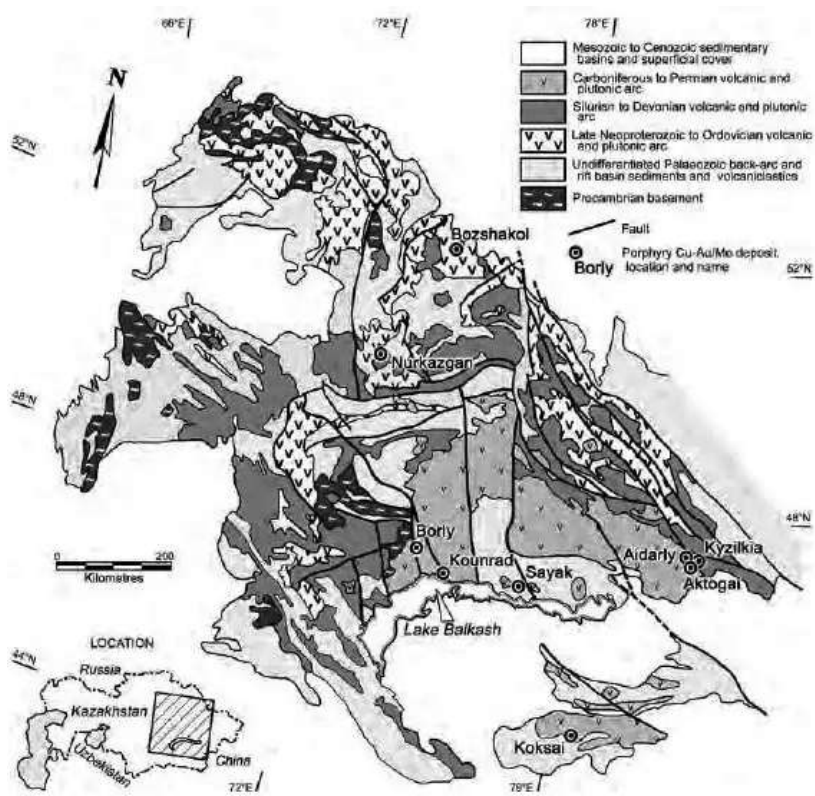 66°E
72°E
78°E
N
52°N
Mesozoic to Cenozoic sedimentary
basins and superficial cover
Carboniferous to Permian volcanic and
plutonic arc
Silurian to Devonian volcanic and plutonic
arc
Late Neoproterozoic to Ordovician volcanic
and plutonic arc
Undifferentiated Palaeozoic back-arc and
rift basin sediments and volcaniclastics
Precambrian basement
Fault
Porphyry Cu-Au/Mo deposit,
location and name
Borly
Bozshakol
52°N
Nurkazgan
48°N
48°N
Borly
Kounrad
Sayak
Aidarly
Kyzilkia
Aktogai
0
200
Kilometres
Lake Balkash
LOCATION
44°N
Russia
Kazakhstan
Uzbekistan
China
Koksai
72°E